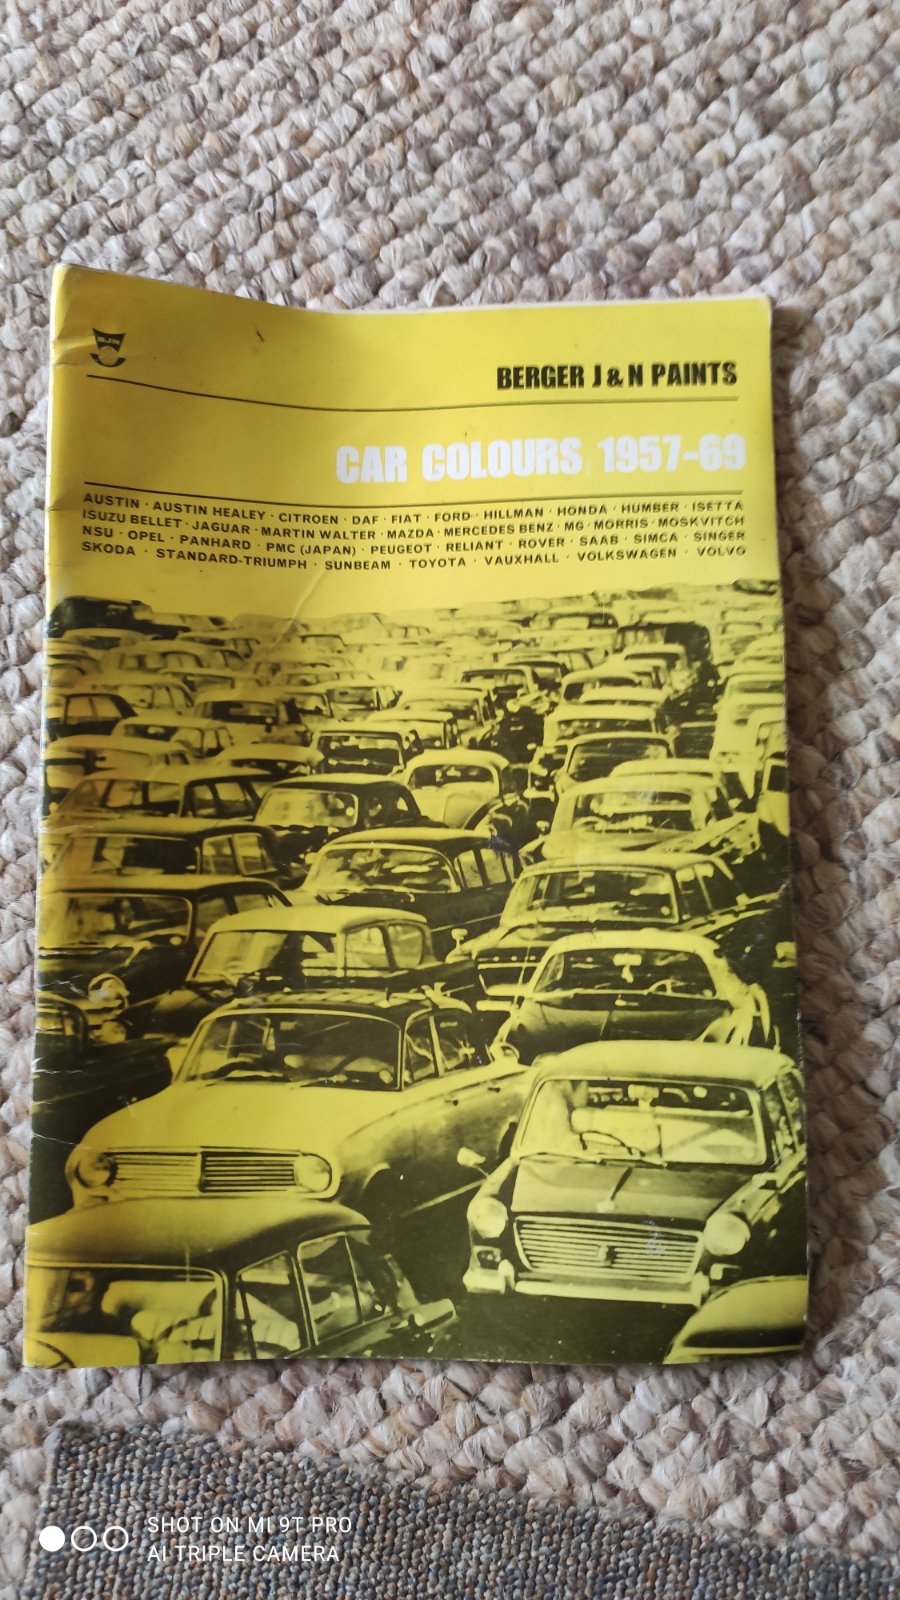 BJN
BERGER J & N PAINTS
CAR COLOURS 1957-69
AUSTIN · AUSTIN HEALEY · CITROEN · DAF · FIAT · FORD · HILLMAN · HONDA · HUMBER · ISETTA
ISUZU BELLET · JAGUAR · MARTIN WALTER · MAZDA · MERCEDES BENZ · MG · MORRIS · MOSKVITCH
NSU · OPEL · PANHARD · PMC (JAPAN) · PEUGEOT · RELIANT · ROVER · SAAB · SIMCA · SINGER
SKODA · STANDARD-TRIUMPH · SUNBEAM · TOYOTA · VAUXHALL · VOLKSWAGEN · VOLVO
SHOT ON MI 9T PRO
AI TRIPLE CAMERA